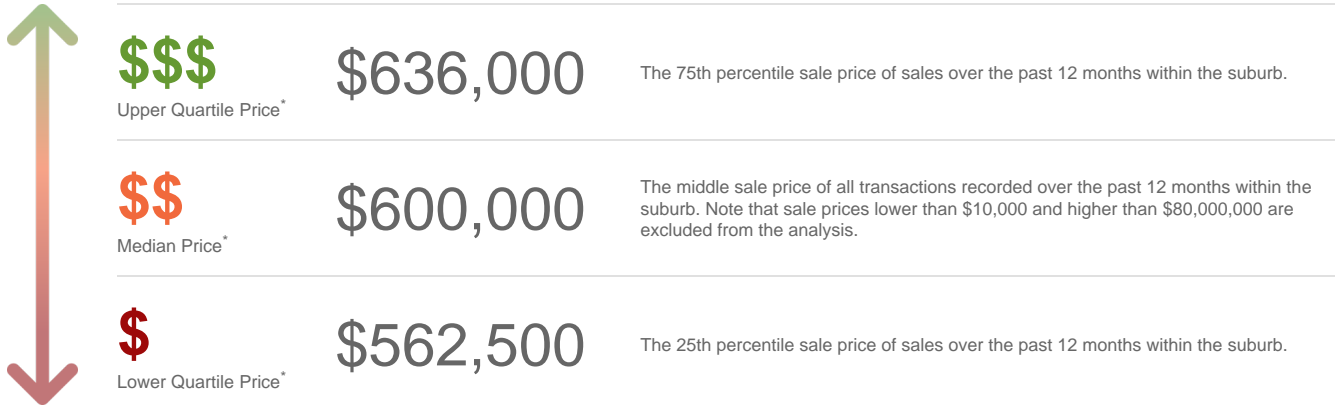 $$$
Upper Quartile Price*
$636,000
The 75th percentile sale price of sales over the past 12 months within the suburb.
$$
Median Price*
$600,000
The middle sale price of all transactions recorded over the past 12 months within the
suburb. Note that sale prices lower than $10,000 and higher than $80,000,000 are
excluded from the analysis.
$
Lower Quartile Price*
$562,500
The 25th percentile sale price of sales over the past 12 months within the suburb.